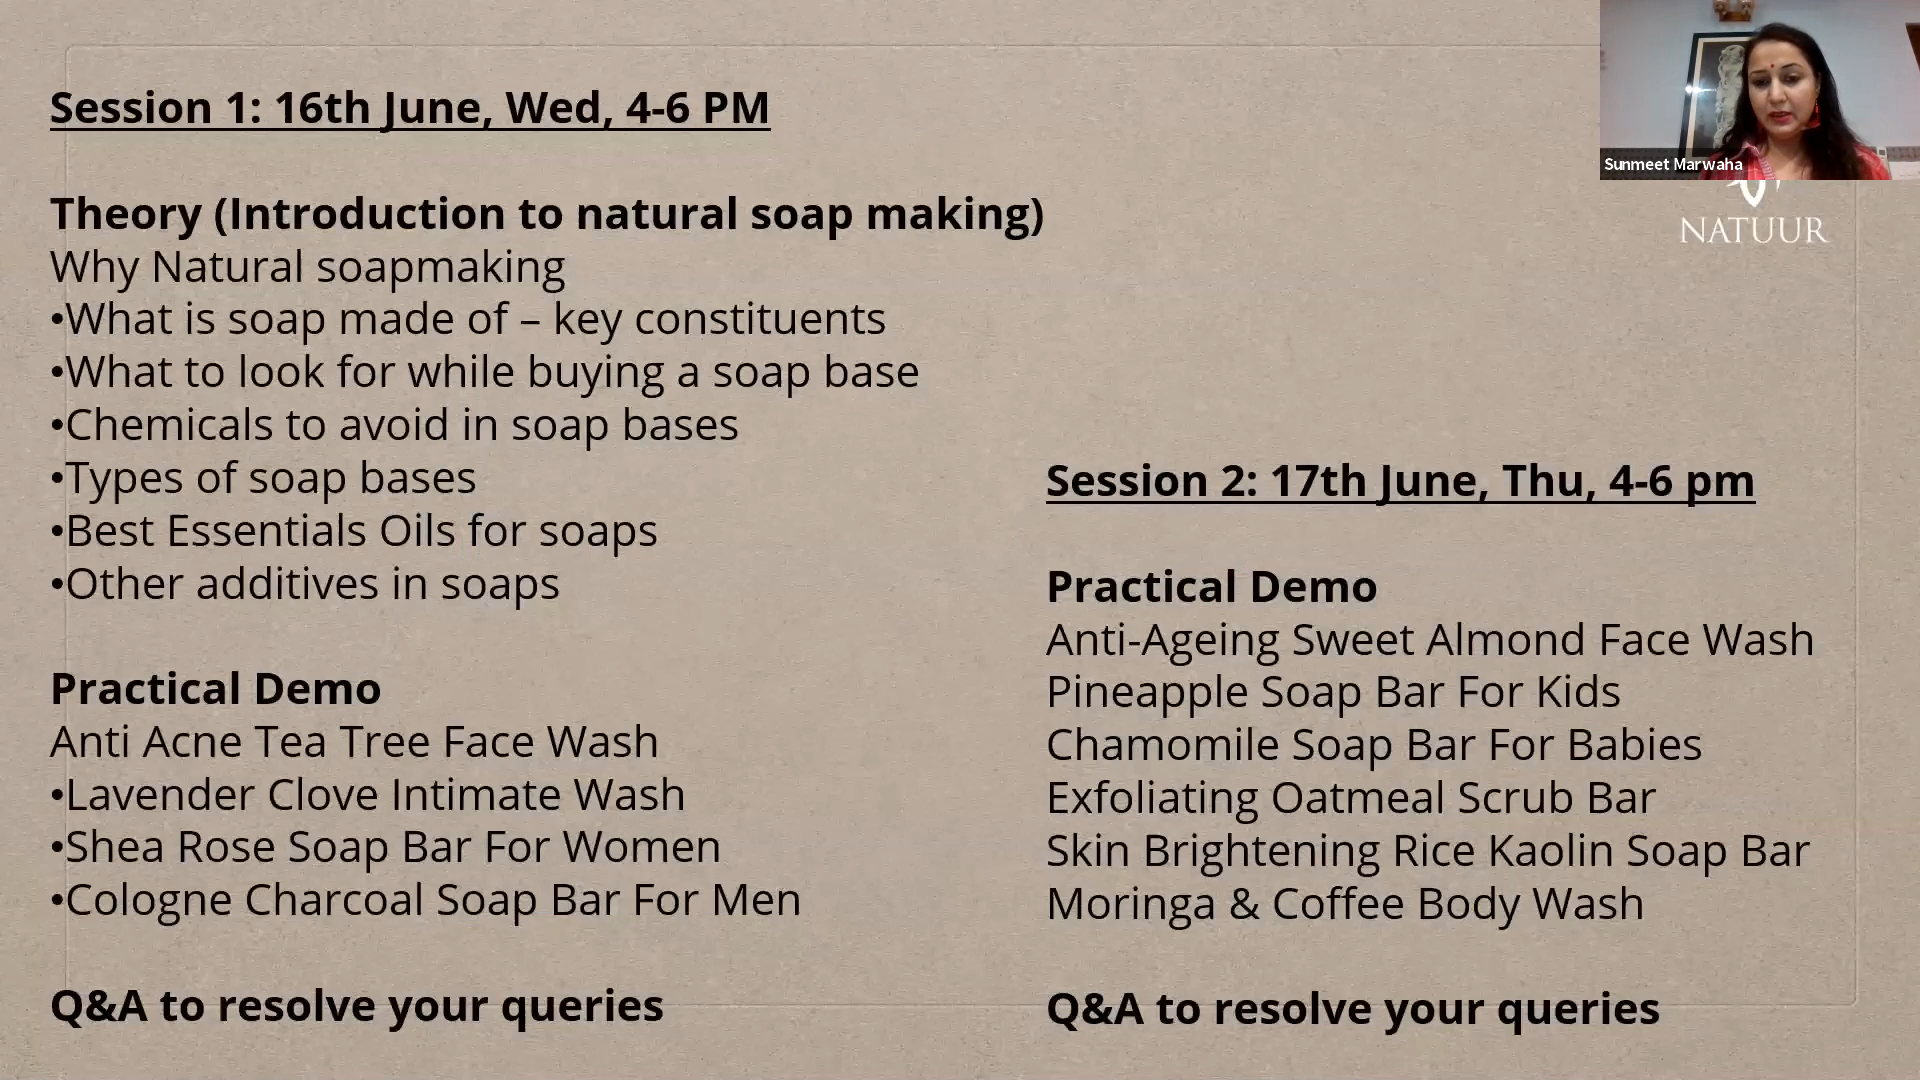 Session 1: 16th June, Wed, 4-6 PM
Theory (Introduction to natural soap making)
Why Natural soapmaking
•What is soap made of – key constituents
•What to look for while buying a soap base
•Chemicals to avoid in soap bases
•Types of soap bases
•Best Essentials Oils for soaps
•Other additives in soaps
Practical Demo
Anti Acne Tea Tree Face Wash
•Lavender Clove Intimate Wash
•Shea Rose Soap Bar For Women
•Cologne Charcoal Soap Bar For Men
Q&A to resolve your queries
Sunmeet Marwaha
NATUUR
Session 2: 17th June, Thu, 4-6 pm
Practical Demo
Anti-Ageing Sweet Almond Face Wash
Pineapple Soap Bar For Kids
Chamomile Soap Bar For Babies
Exfoliating Oatmeal Scrub Bar
Skin Brightening Rice Kaolin Soap Bar
Moringa & Coffee Body Wash
Q&A to resolve your queries